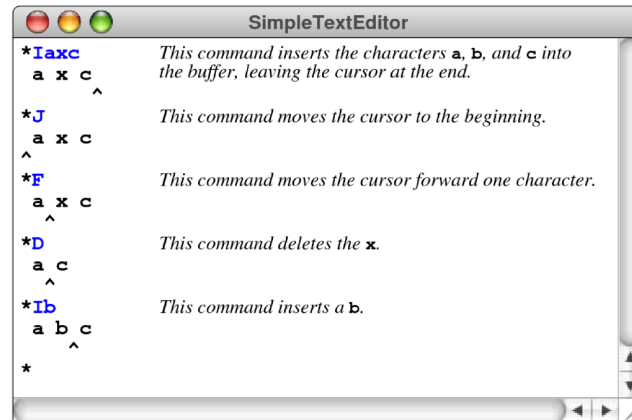 SimpleTextEditor
*Iaxc This command inserts the characters a, b, and c into
a x c the buffer, leaving the cursor at the end.
^
*J This command moves the cursor to the beginning.
a x c
^
*F This command moves the cursor forward one character.
a x c
^
*D This command deletes the x.
a c
^
*Ib This command inserts a b.
a b c
^
*